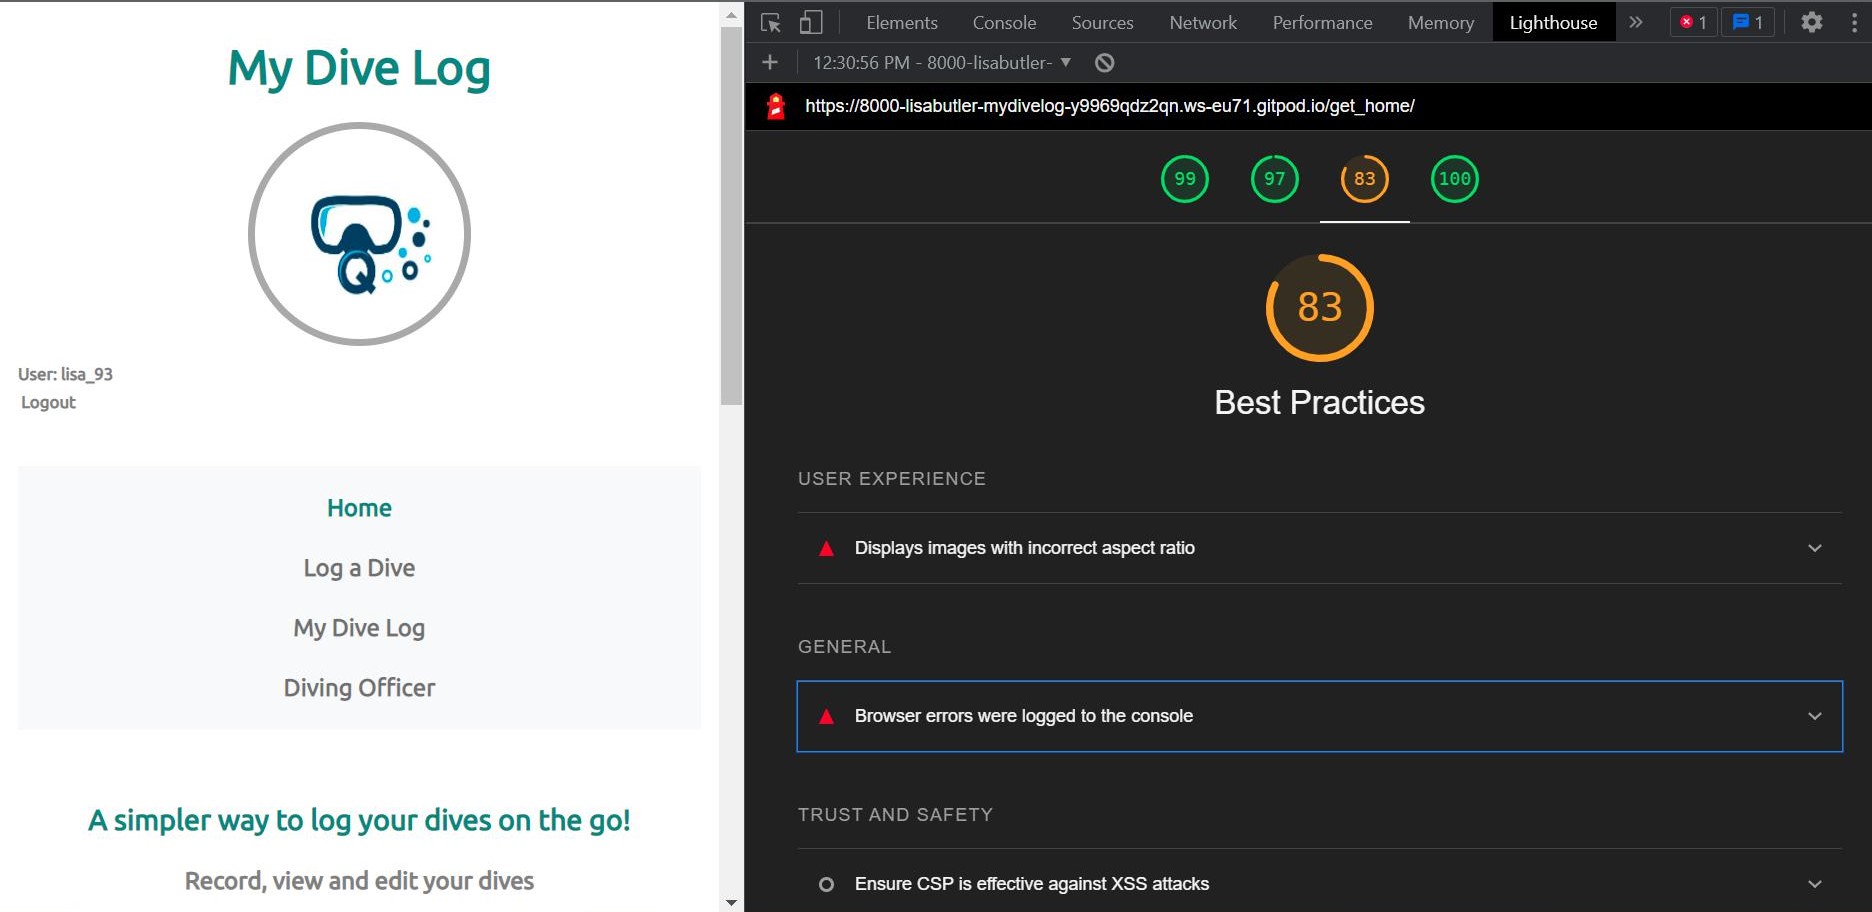 My Dive Log
Q
User: lisa_93
Logout
Home
Log a Dive
My Dive Log
Diving Officer
A simpler way to log your dives on the go!
Record, view and edit your dives
Elements Console Sources Network Performance Memory Lighthouse » 1 1
+ 12:30:56 PM - 8000-lisabutler-
https://8000-lisabutler-mydivelog-y9969qdz2qn.ws-eu71.gitpod.io/get_home/
99 97 83 100
83
Best Practices
USER EXPERIENCE
Displays images with incorrect aspect ratio
GENERAL
Browser errors were logged to the console
TRUST AND SAFETY
Ensure CSP is effective against XSS attacks